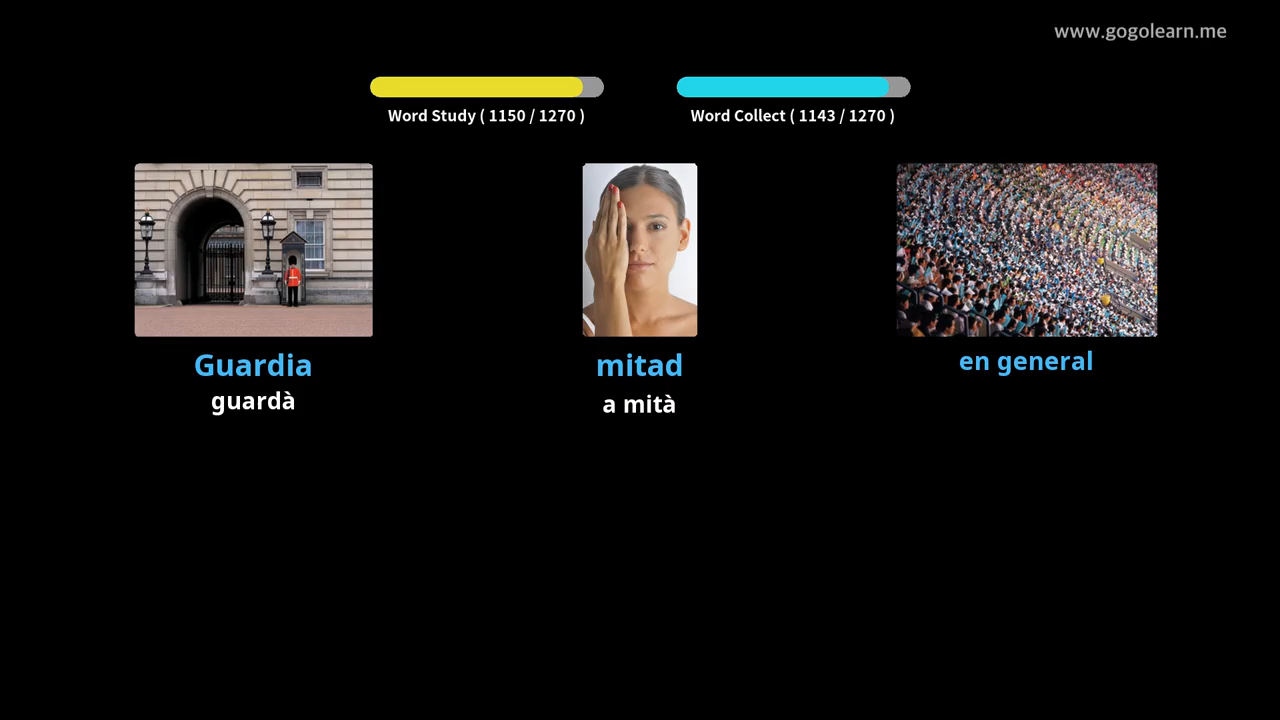 www.gogolearn.me
Word Study ( 1150 / 1270 )
Word Collect ( 1143 / 1270 )
Guardia
guardà
mitad
a mità
en general